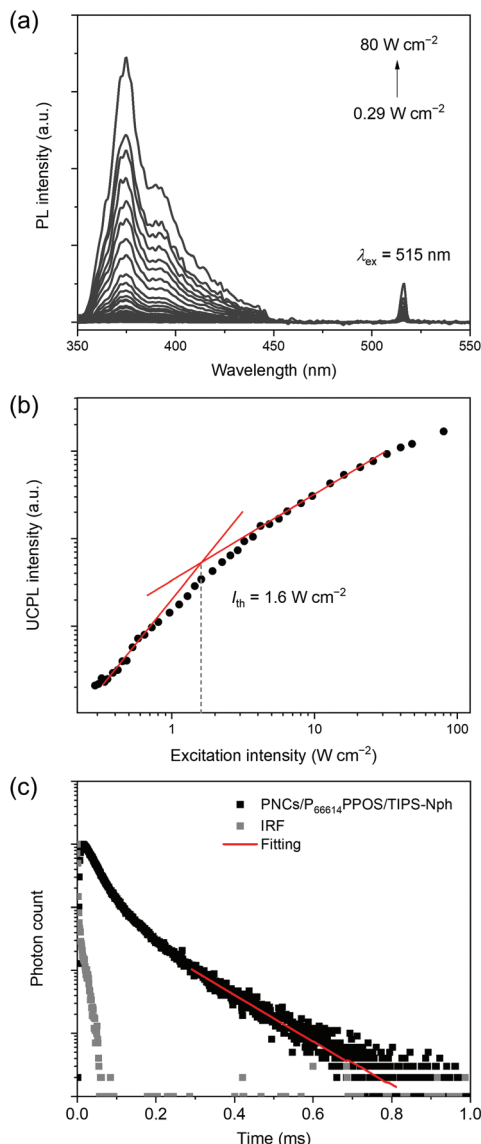 (a)
80 W cm⁻²
0.29 W cm⁻²
λex = 515 nm
PL intensity (a.u.)
350 400 450 500 550
Wavelength (nm)
(b)
UCPL intensity (a.u.)
Ith = 1.6 W cm⁻²
1 10 100
Excitation intensity (W cm⁻²)
(c)
PNCs/P66614PPOS/TIPS-Nph
IRF
Fitting
Photon count
0.0 0.2 0.4 0.6 0.8 1.0
Time (ms)